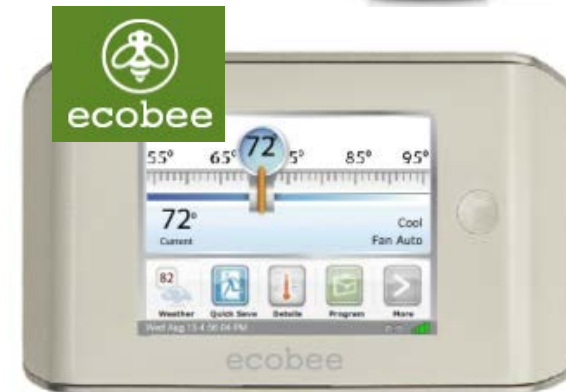 ecobee
72°
55° 65° 5° 85° 95°
72°
Current
Cool
Fan Auto
82
Weather Quick Save Details Program More
ecobee